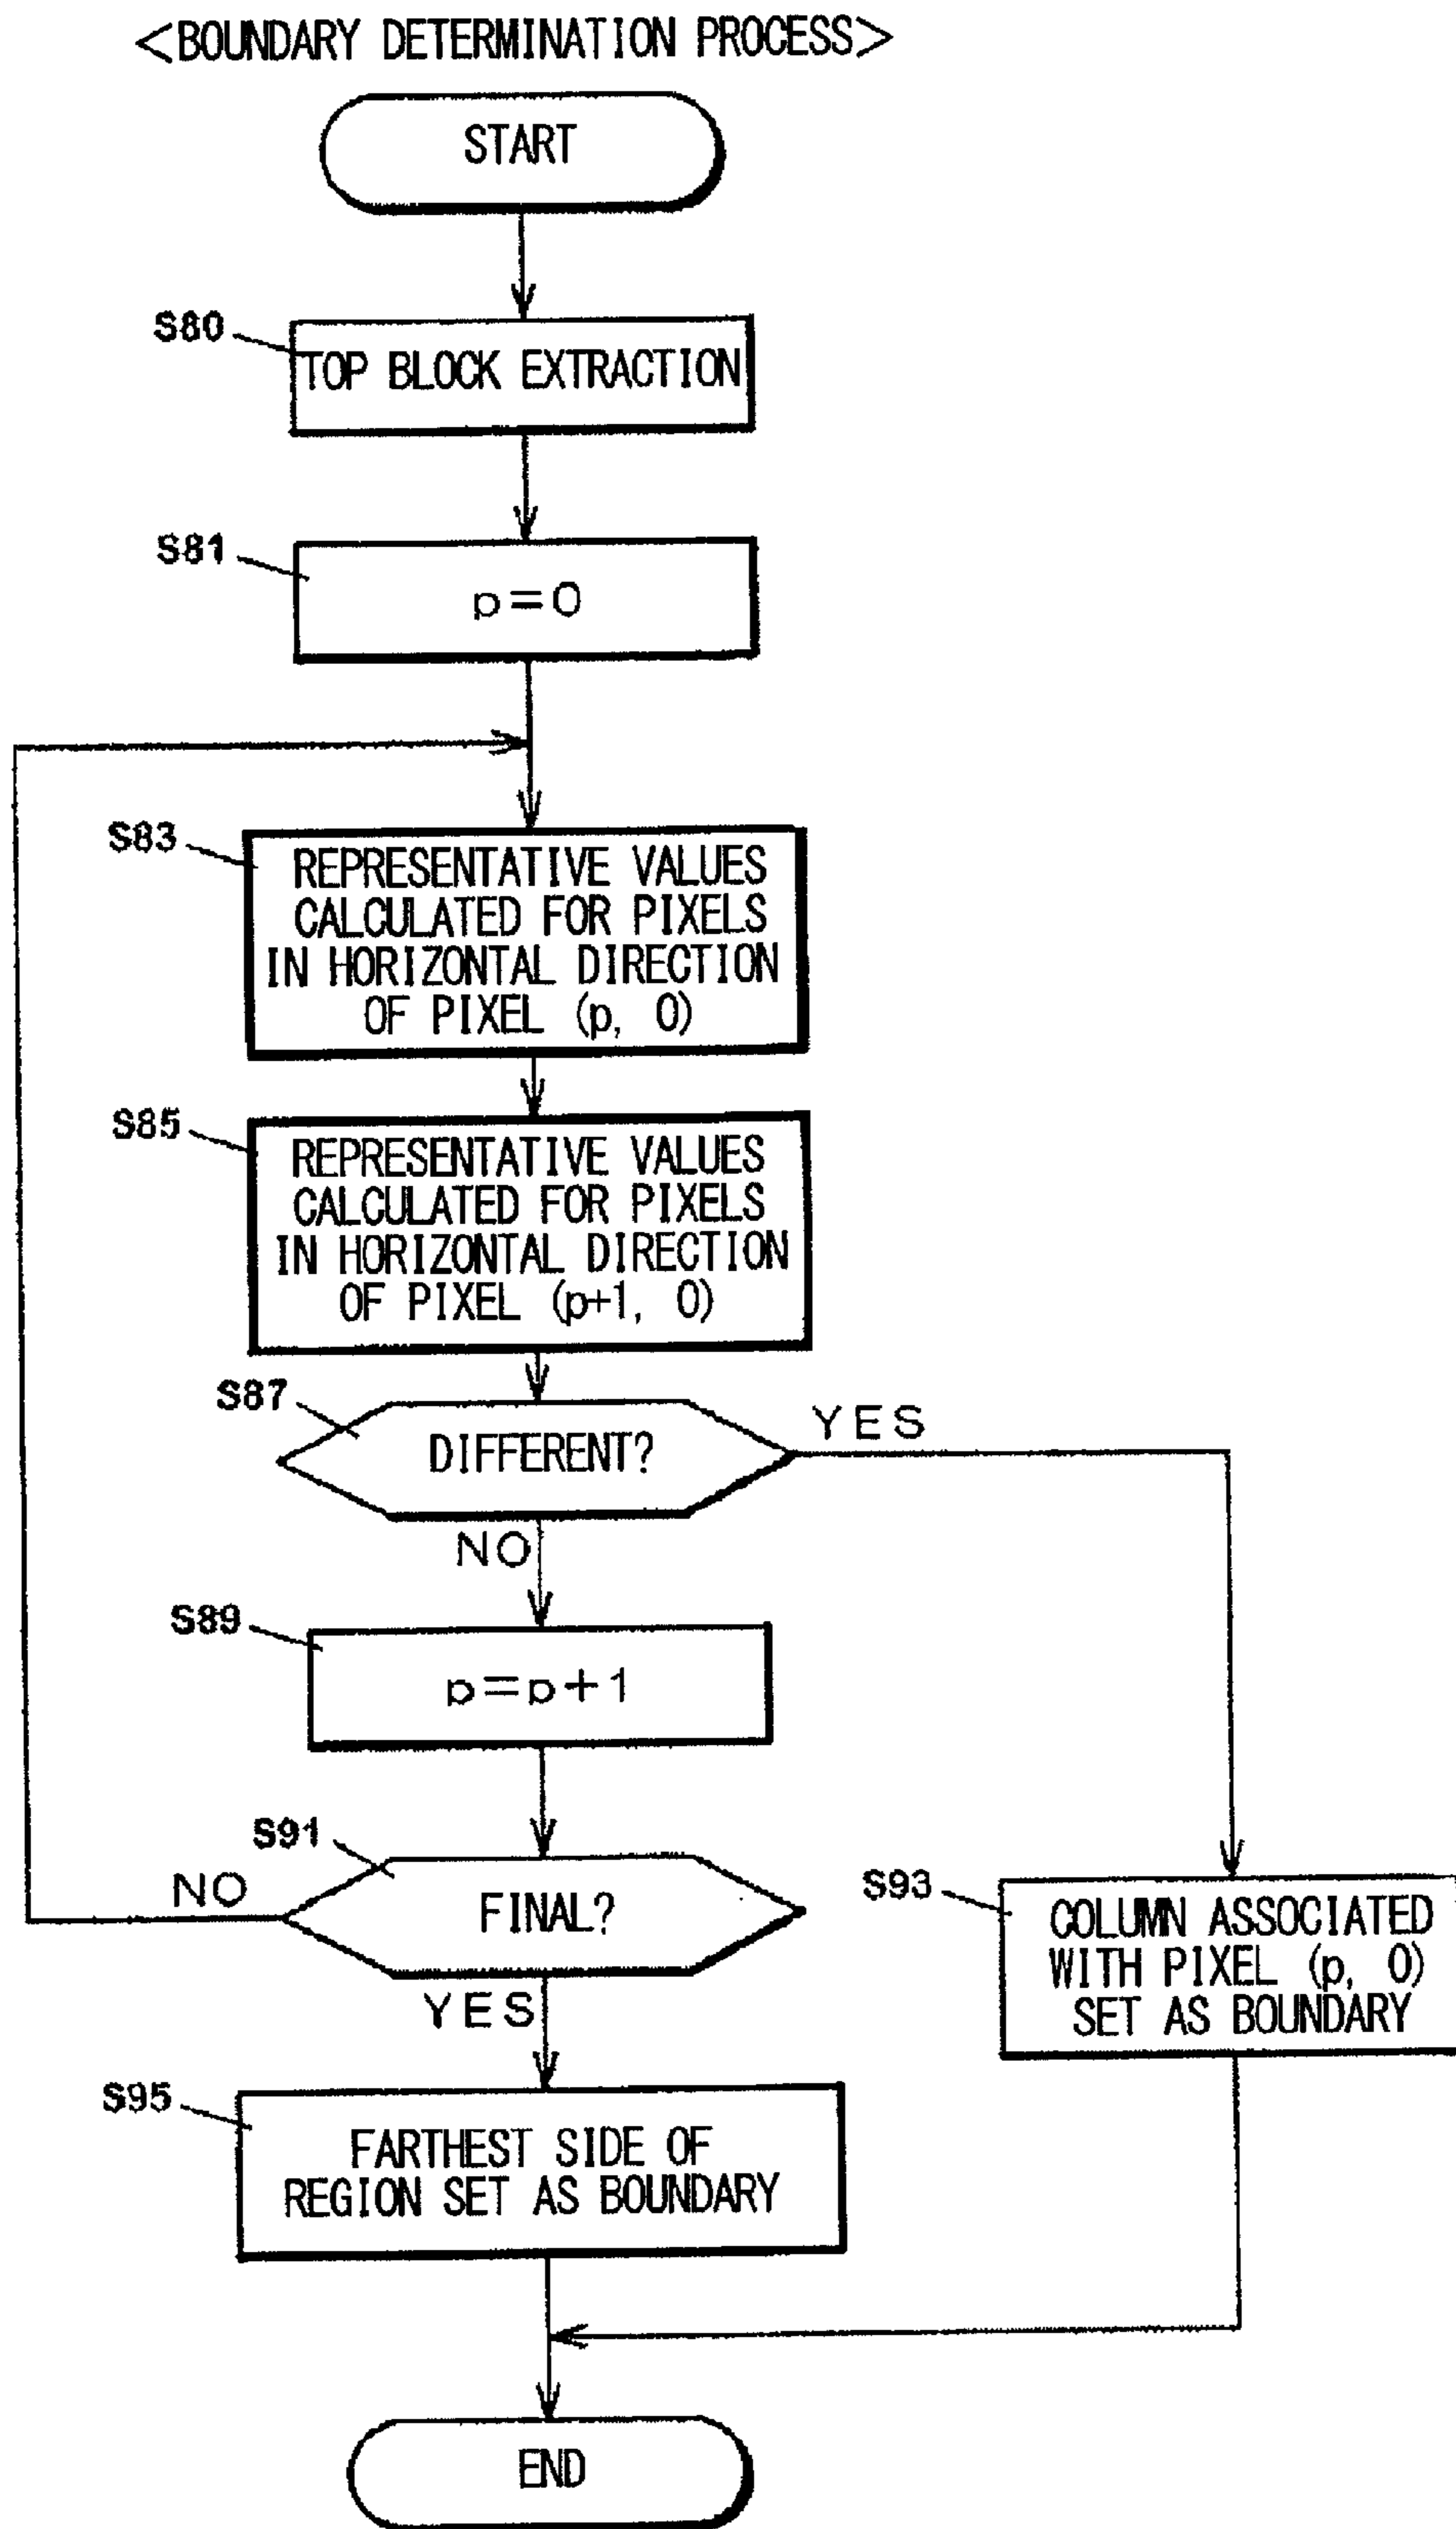 <BOUNDARY DETERMINATION PROCESS>
START
S80
TOP BLOCK EXTRACTION
S81
p=0
S83
REPRESENTATIVE VALUES
CALCULATED FOR PIXELS
IN HORIZONTAL DIRECTION
OF PIXEL (p, 0)
S85
REPRESENTATIVE VALUES
CALCULATED FOR PIXELS
IN HORIZONTAL DIRECTION
OF PIXEL (p+1, 0)
S87
DIFFERENT?
YES
NO
S89
p=p+1
S91
FINAL?
NO
YES
S93
COLUMN ASSOCIATED
WITH PIXEL (p, 0)
SET AS BOUNDARY
S95
FARTHEST SIDE OF
REGION SET AS BOUNDARY
END